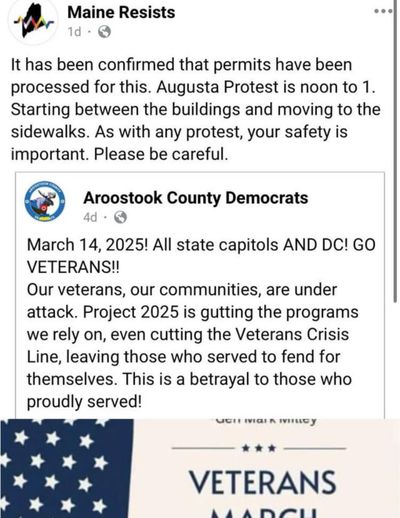 Maine Resists
1d ·
It has been confirmed that permits have been
processed for this. Augusta Protest is noon to 1.
Starting between the buildings and moving to the
sidewalks. As with any protest, your safety is
important. Please be careful.
Aroostook County Democrats
4d ·
March 14, 2025! All state capitols AND DC! GO
VETERANS!!
Our veterans, our communities, are under
attack. Project 2025 is gutting the programs
we rely on, even cutting the Veterans Crisis
Line, leaving those who served to fend for
themselves. This is a betrayal to those who
proudly served!
Gen Mark Milley
VETERANS
MARCH